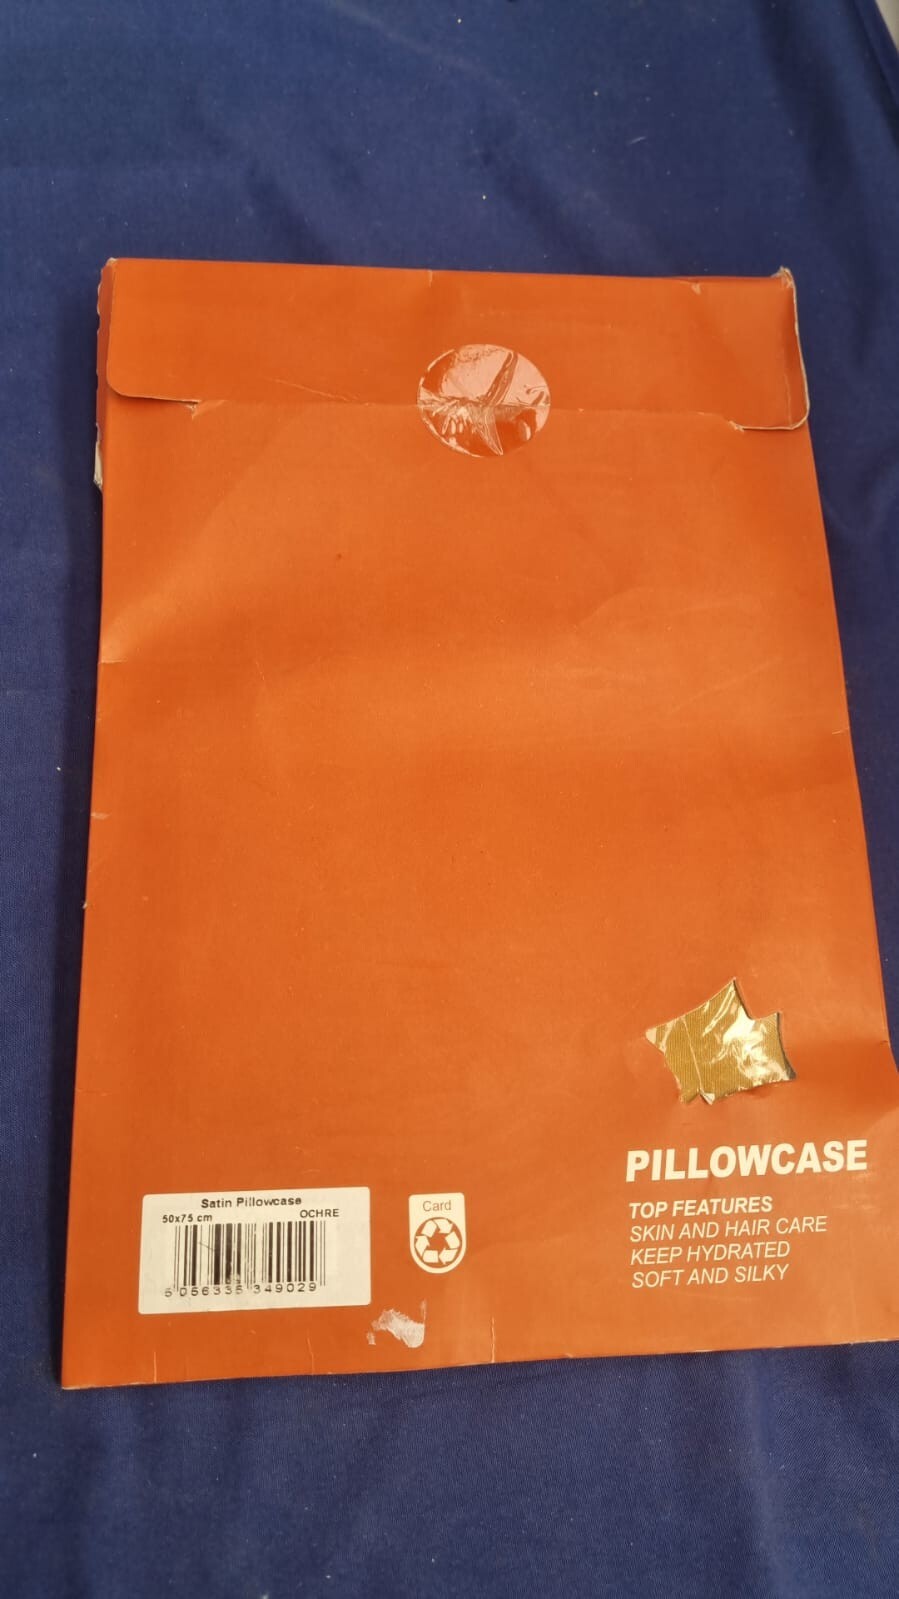 PILLOWCASE
TOP FEATURES
SKIN AND HAIR CARE
KEEP HYDRATED
SOFT AND SILKY
Satin Pillowcase
50x75 cm OCHRE
5 056335 349029
Card